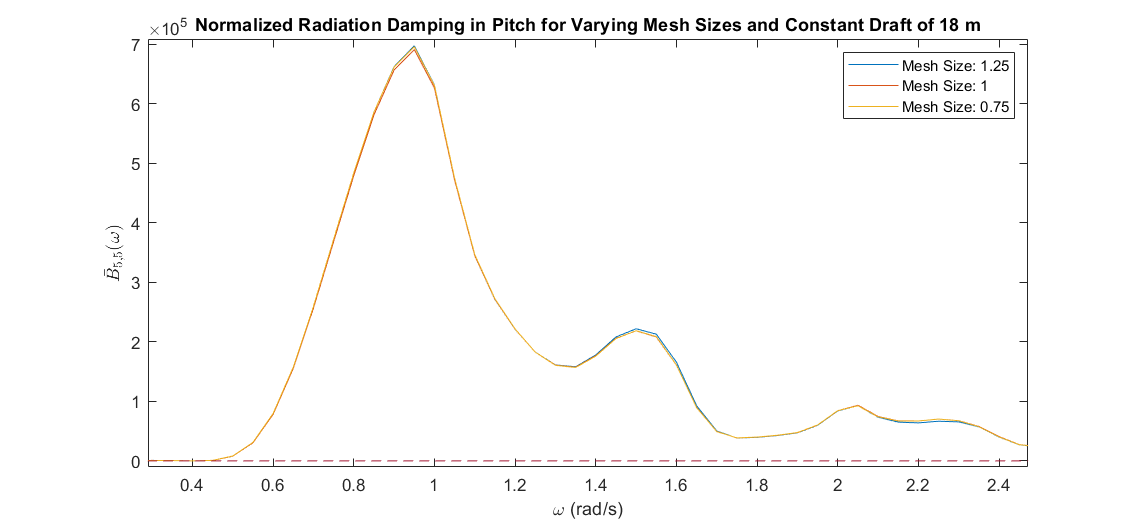 ×10⁵ Normalized Radiation Damping in Pitch for Varying Mesh Sizes and Constant Draft of 18 m
7
6
5
4
3
2
1
0
B̄₅,₅(ω)
Mesh Size: 1.25
Mesh Size: 1
Mesh Size: 0.75
0.4 0.6 0.8 1 1.2 1.4 1.6 1.8 2 2.2 2.4
ω (rad/s)